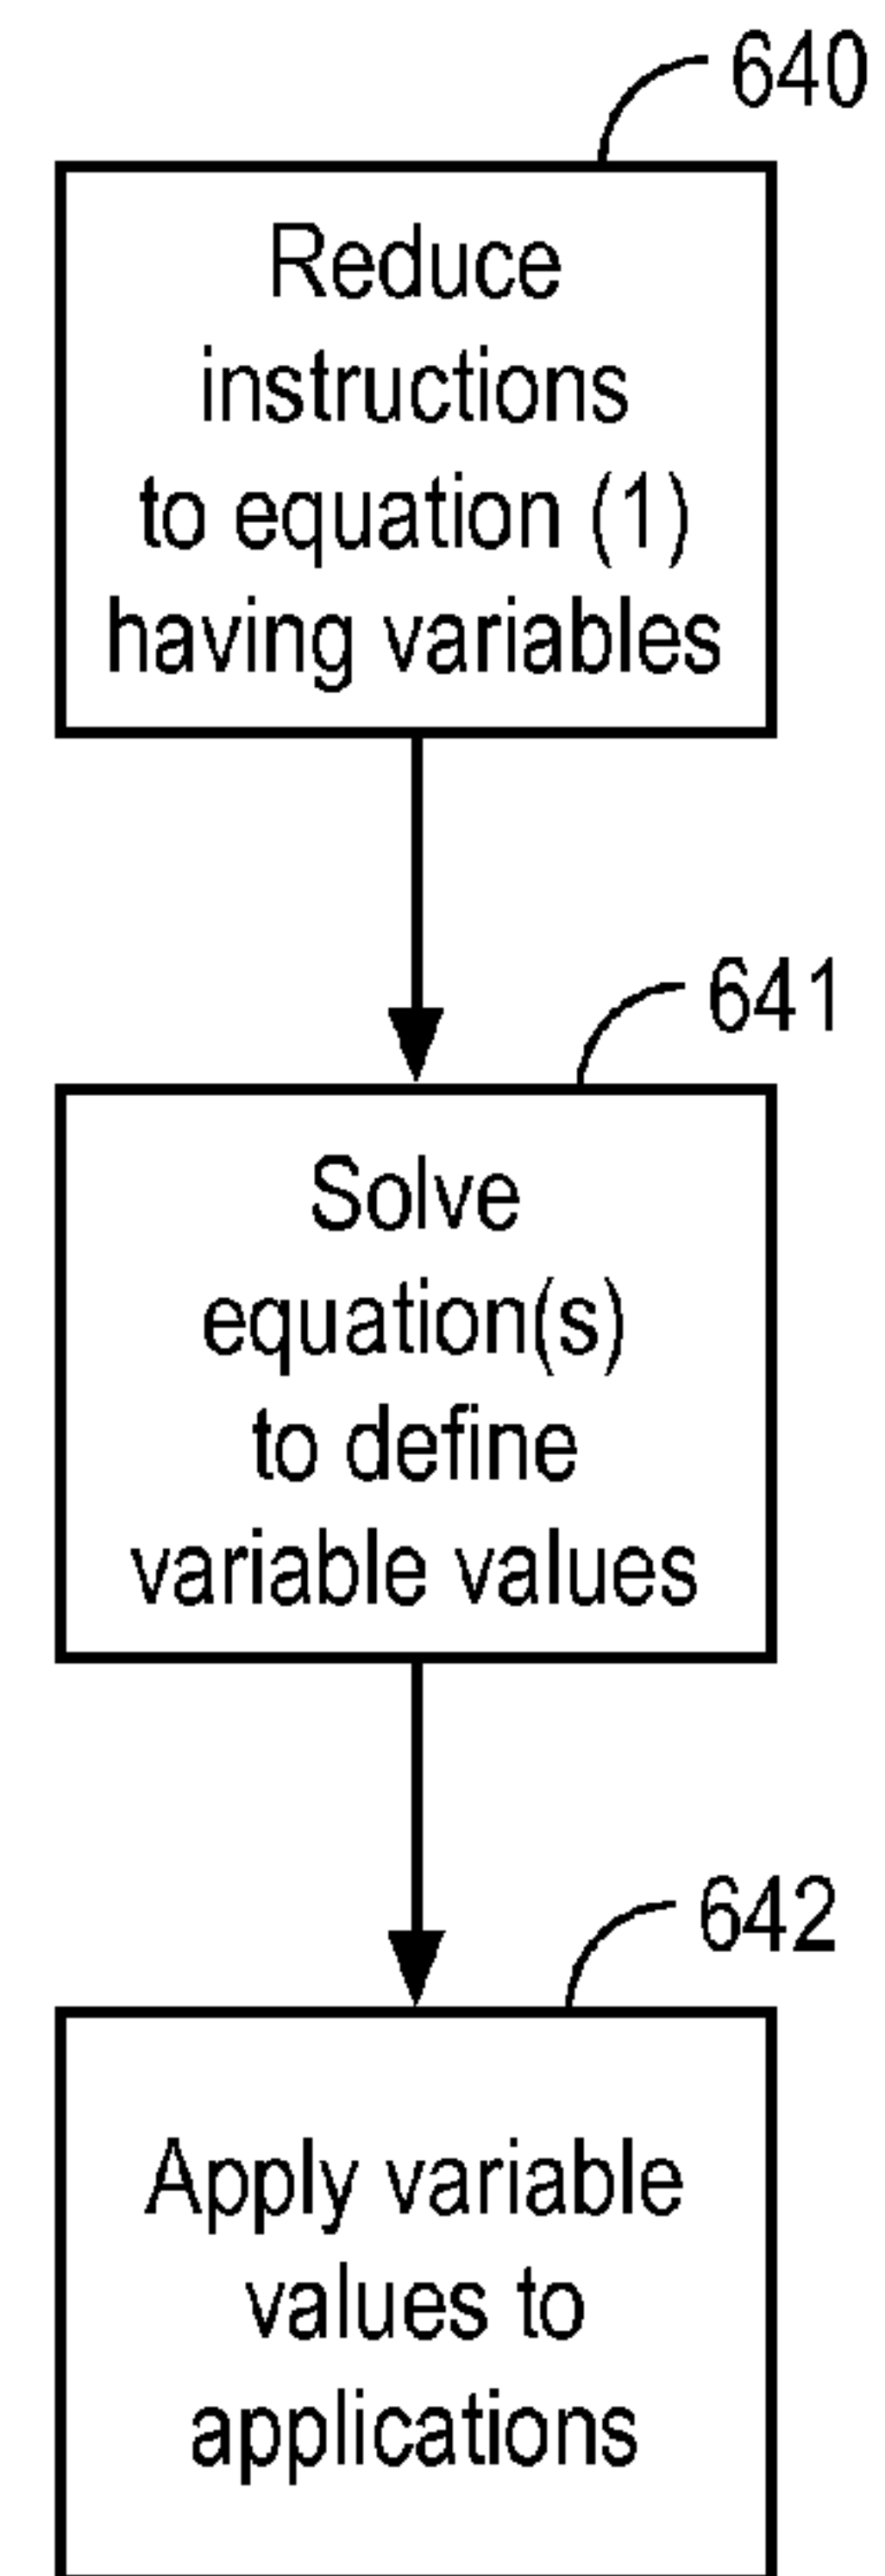 640
Reduce
instructions
to equation (1)
having variables
641
Solve
equation(s)
to define
variable values
642
Apply variable
values to
applications